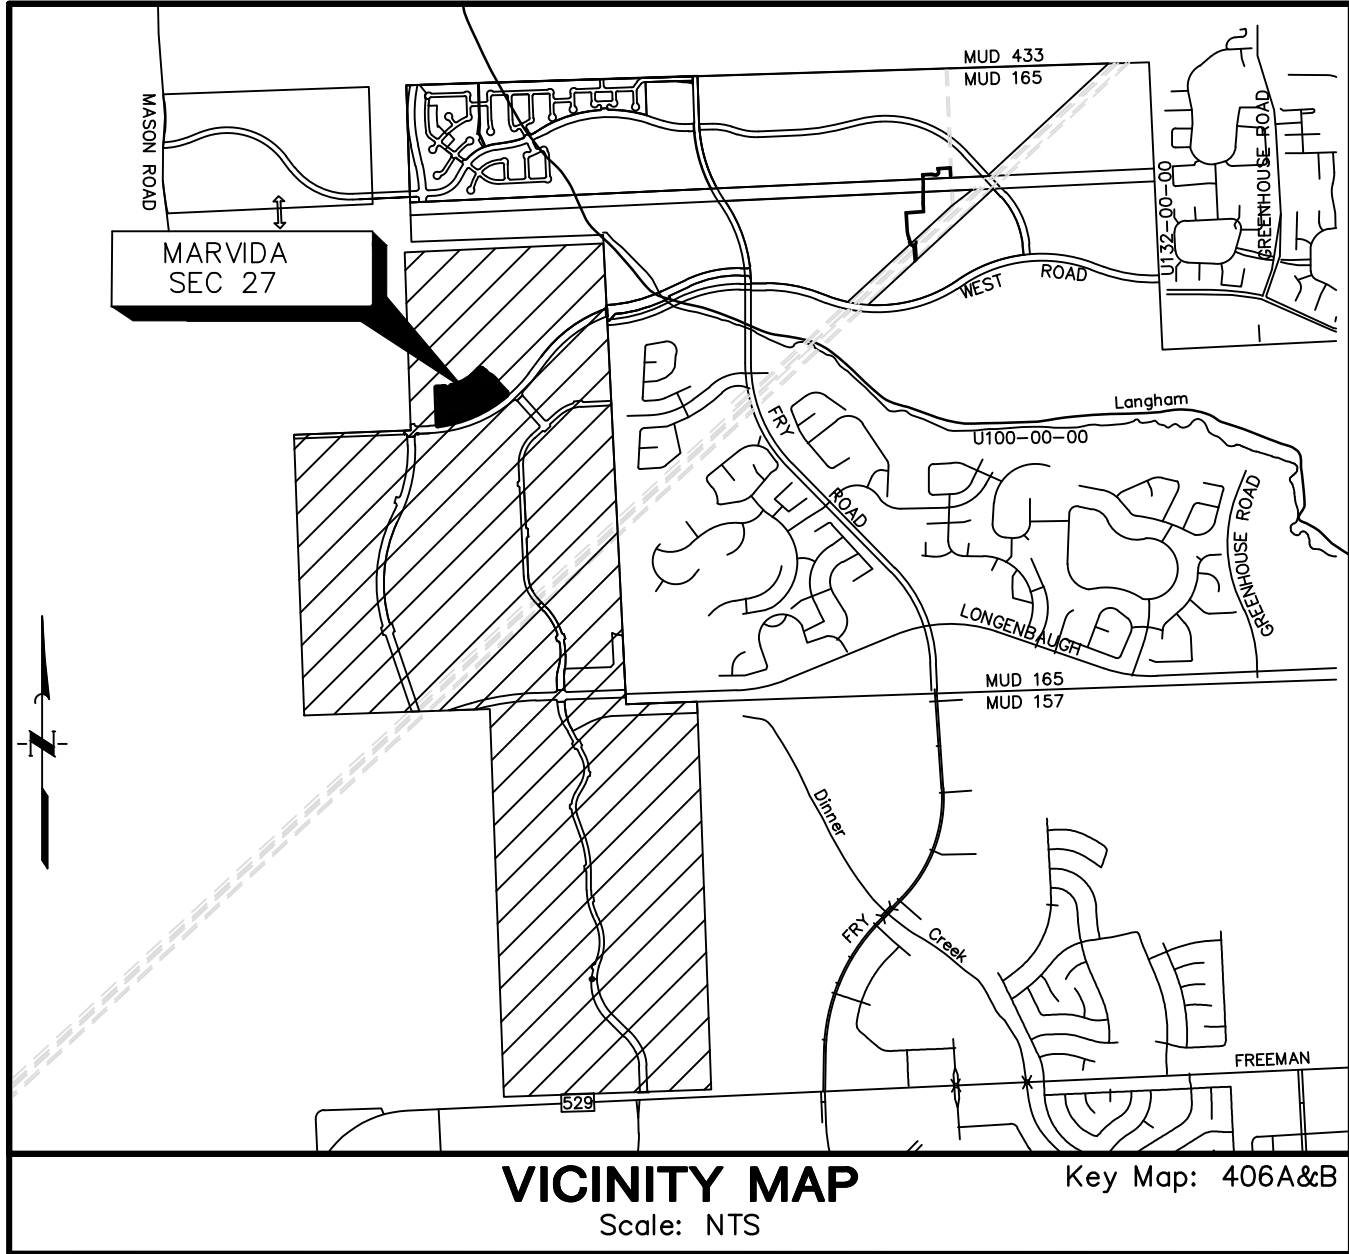 MUD 433
MUD 165
MASON ROAD
GREENHOUSE ROAD
U132-00-00
MARVIDA
SEC 27
WEST ROAD
Langham
U100-00-00
FRY
ROAD
GREENHOUSE ROAD
LONGENBAUGH
MUD 165
MUD 157
N
Dinner
Creek
FRY
FREEMAN
529
VICINITY MAP
Key Map: 406A&B
Scale: NTS